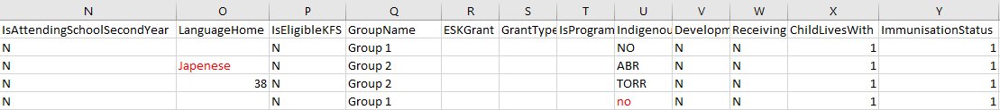 N O P Q R S T U V W X Y
IsAttendingSchoolSecondYear LanguageHome IsEligibleKFS GroupName ESKGrant GrantType IsProgram Indigenou Developm Receiving ChildLivesWith ImmunisationStatus
N N Group 1 NO N N 1 1
N Japenese N Group 2 ABR N N 1 1
N 38 N Group 2 TORR N N 1 1
N N Group 1 no N N 1 1